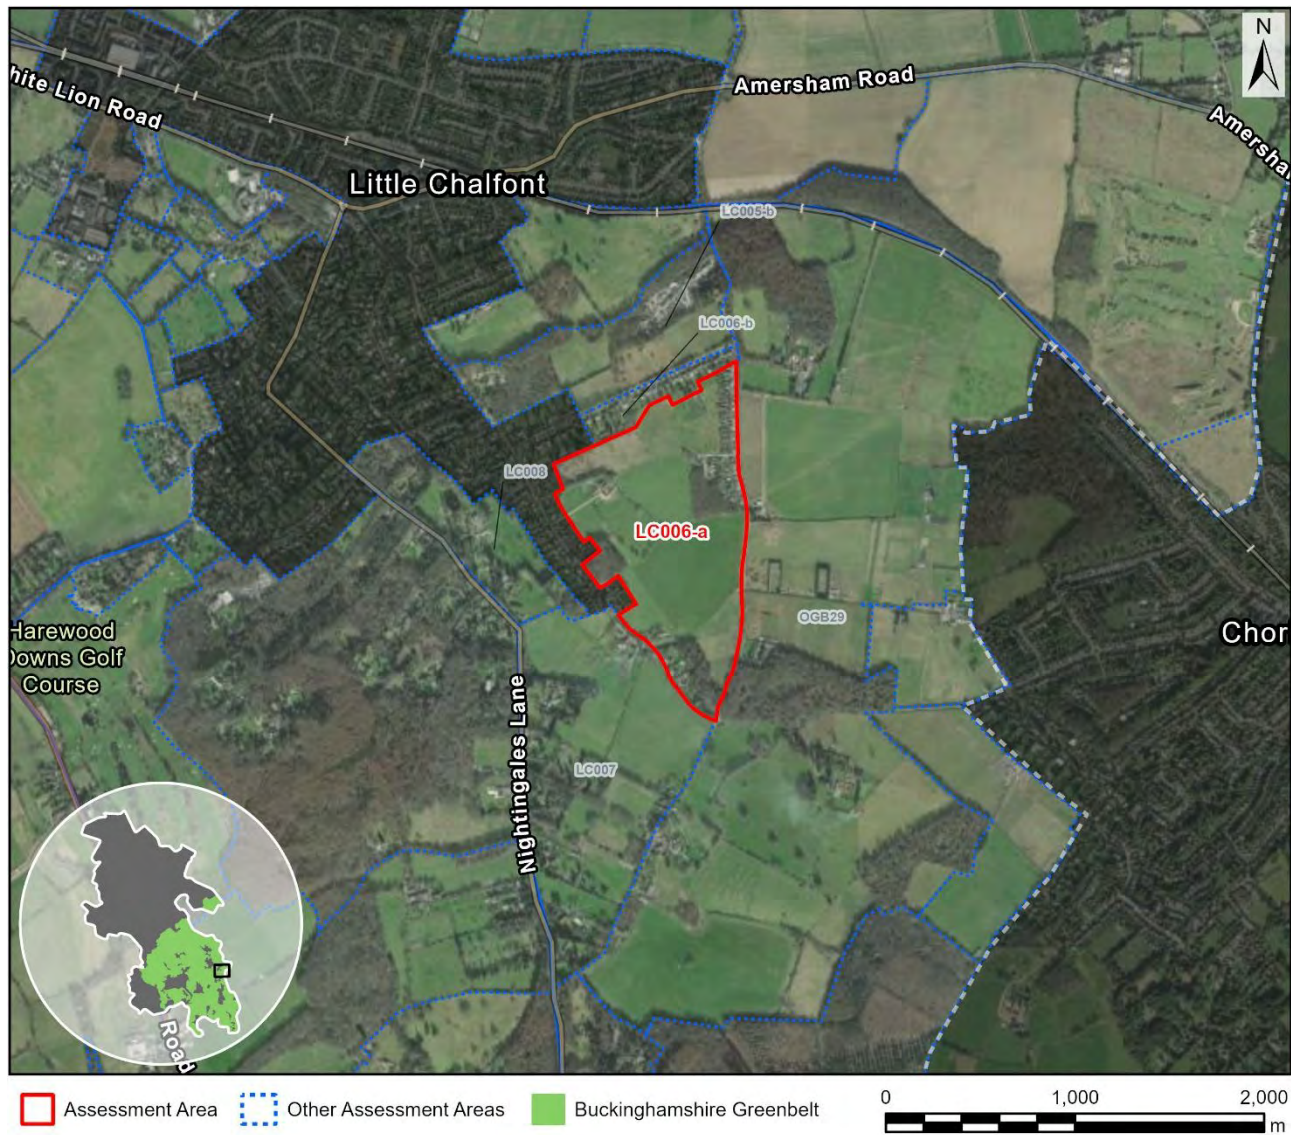 N
Amersham Road
hite Lion Road
Amersha
Little Chalfont
LC005-b
LC006-b
LC008
LC006-a
OGB29
Harewood
Downs Golf
Course
Chor
Nightingales Lane
LC007
Road
Assessment Area
Other Assessment Areas
Buckinghamshire Greenbelt
0 1,000 2,000
m